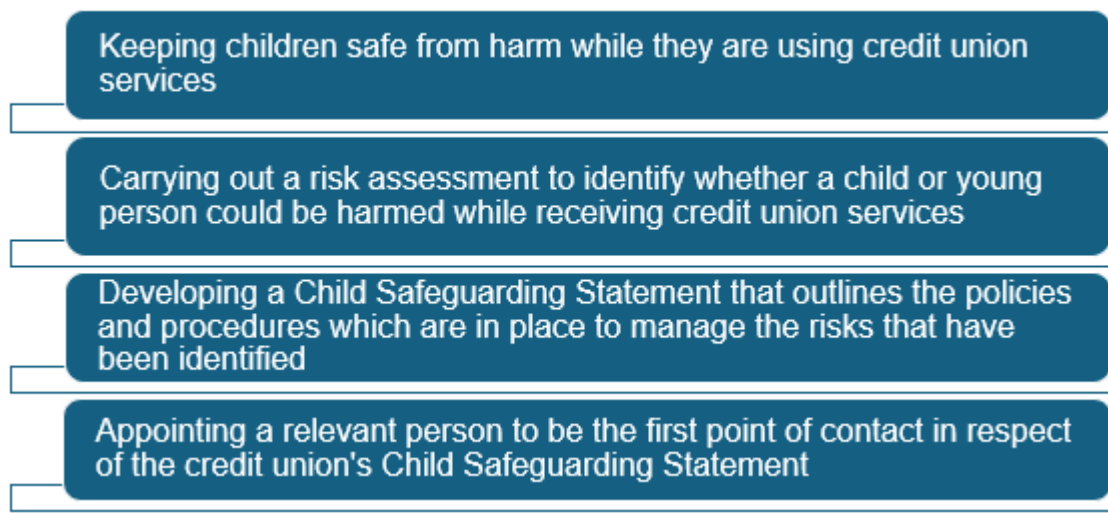 Keeping children safe from harm while they are using credit union
services
Carrying out a risk assessment to identify whether a child or young
person could be harmed while receiving credit union services
Developing a Child Safeguarding Statement that outlines the policies
and procedures which are in place to manage the risks that have
been identified
Appointing a relevant person to be the first point of contact in respect
of the credit union's Child Safeguarding Statement